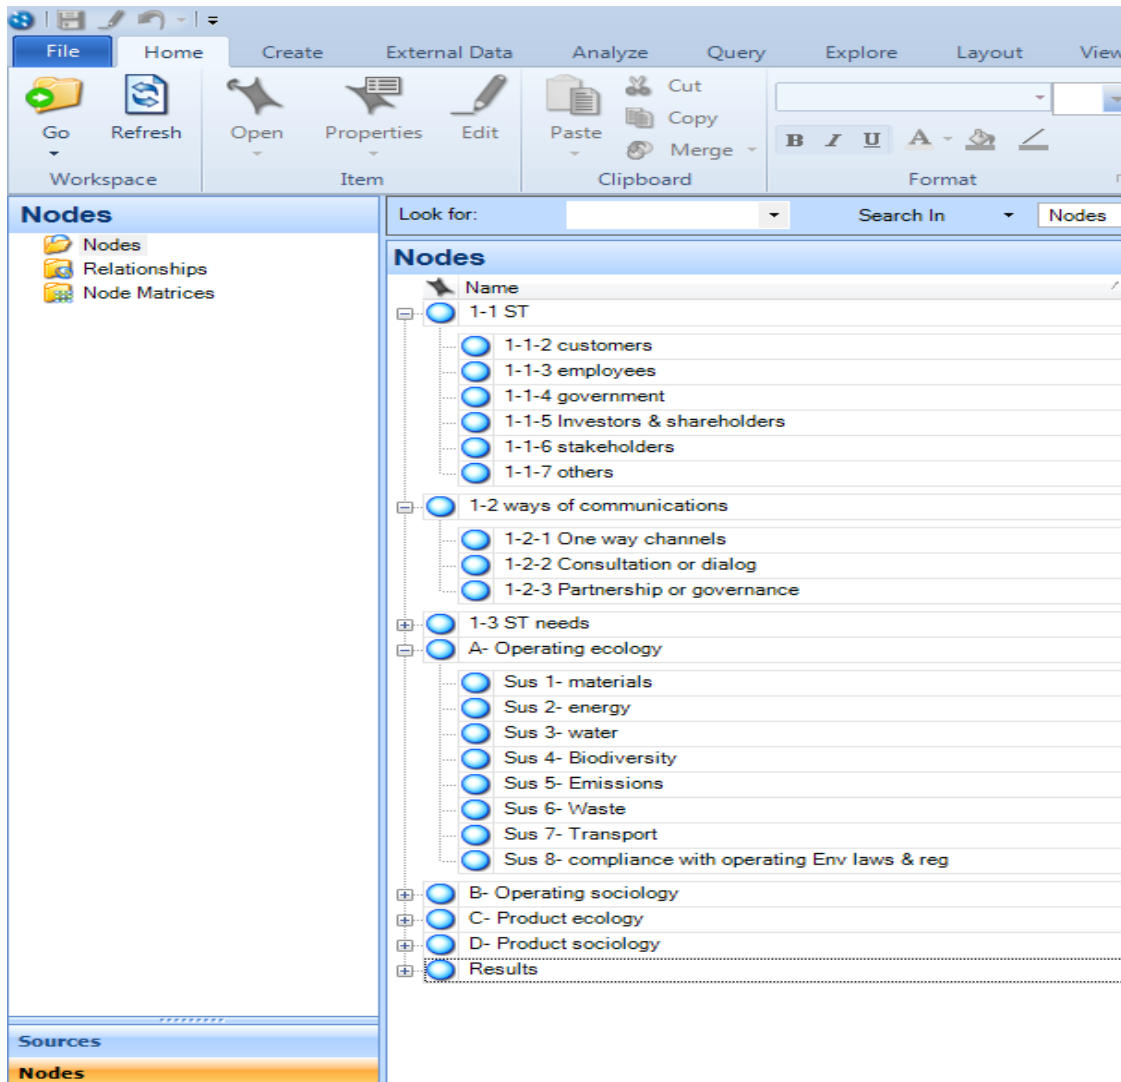 File Home Create External Data Analyze Query Explore Layout View
Go Refresh Open Properties Edit Paste Cut
Copy
Merge
B I U A
Workspace Item Clipboard Format
Nodes
Nodes
Relationships
Node Matrices
Sources
Nodes
Look for: Search In Nodes
Nodes
Name
1-1 ST
1-1-2 customers
1-1-3 employees
1-1-4 government
1-1-5 Investors & shareholders
1-1-6 stakeholders
1-1-7 others
1-2 ways of communications
1-2-1 One way channels
1-2-2 Consultation or dialog
1-2-3 Partnership or governance
1-3 ST needs
A- Operating ecology
Sus 1- materials
Sus 2- energy
Sus 3- water
Sus 4- Biodiversity
Sus 5- Emissions
Sus 6- Waste
Sus 7- Transport
Sus 8- compliance with operating Env laws & reg
B- Operating sociology
C- Product ecology
D- Product sociology
Results